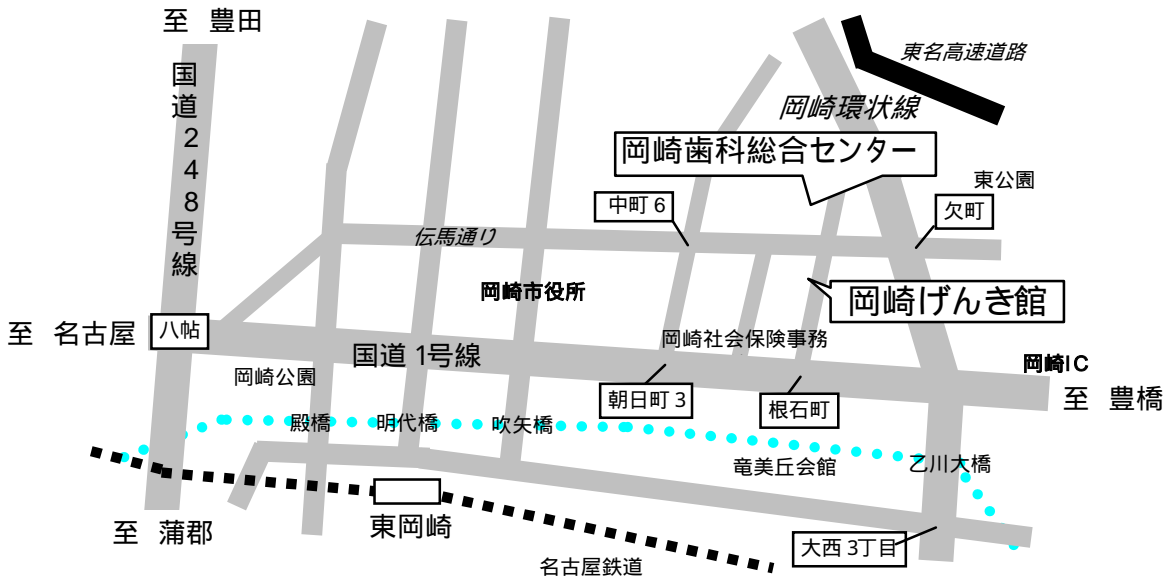 至 豊田
東名高速道路
国道248号線
岡崎環状線
岡崎歯科総合センター
東公園
中町6
欠町
伝馬通り
岡崎市役所
岡崎げんき館
至 名古屋
八帖
岡崎社会保険事務
国道1号線
岡崎IC
岡崎公園
朝日町3
根石町
至 豊橋
殿橋
明代橋
吹矢橋
竜美丘会館
乙川大橋
至 蒲郡
東岡崎
大西3丁目
名古屋鉄道